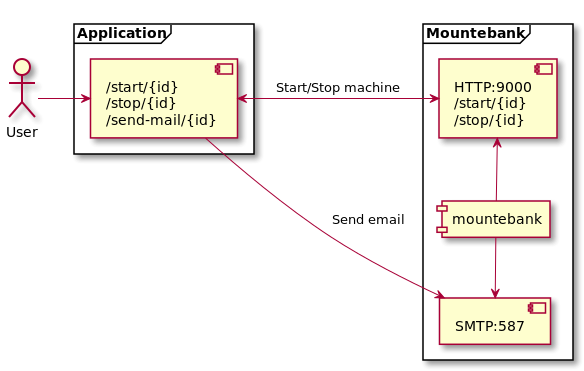 Application
Mountebank
/start/{id}
/stop/{id}
/send-mail/{id}
Start/Stop machine
HTTP:9000
/start/{id}
/stop/{id}
User
Send email
mountebank
SMTP:587